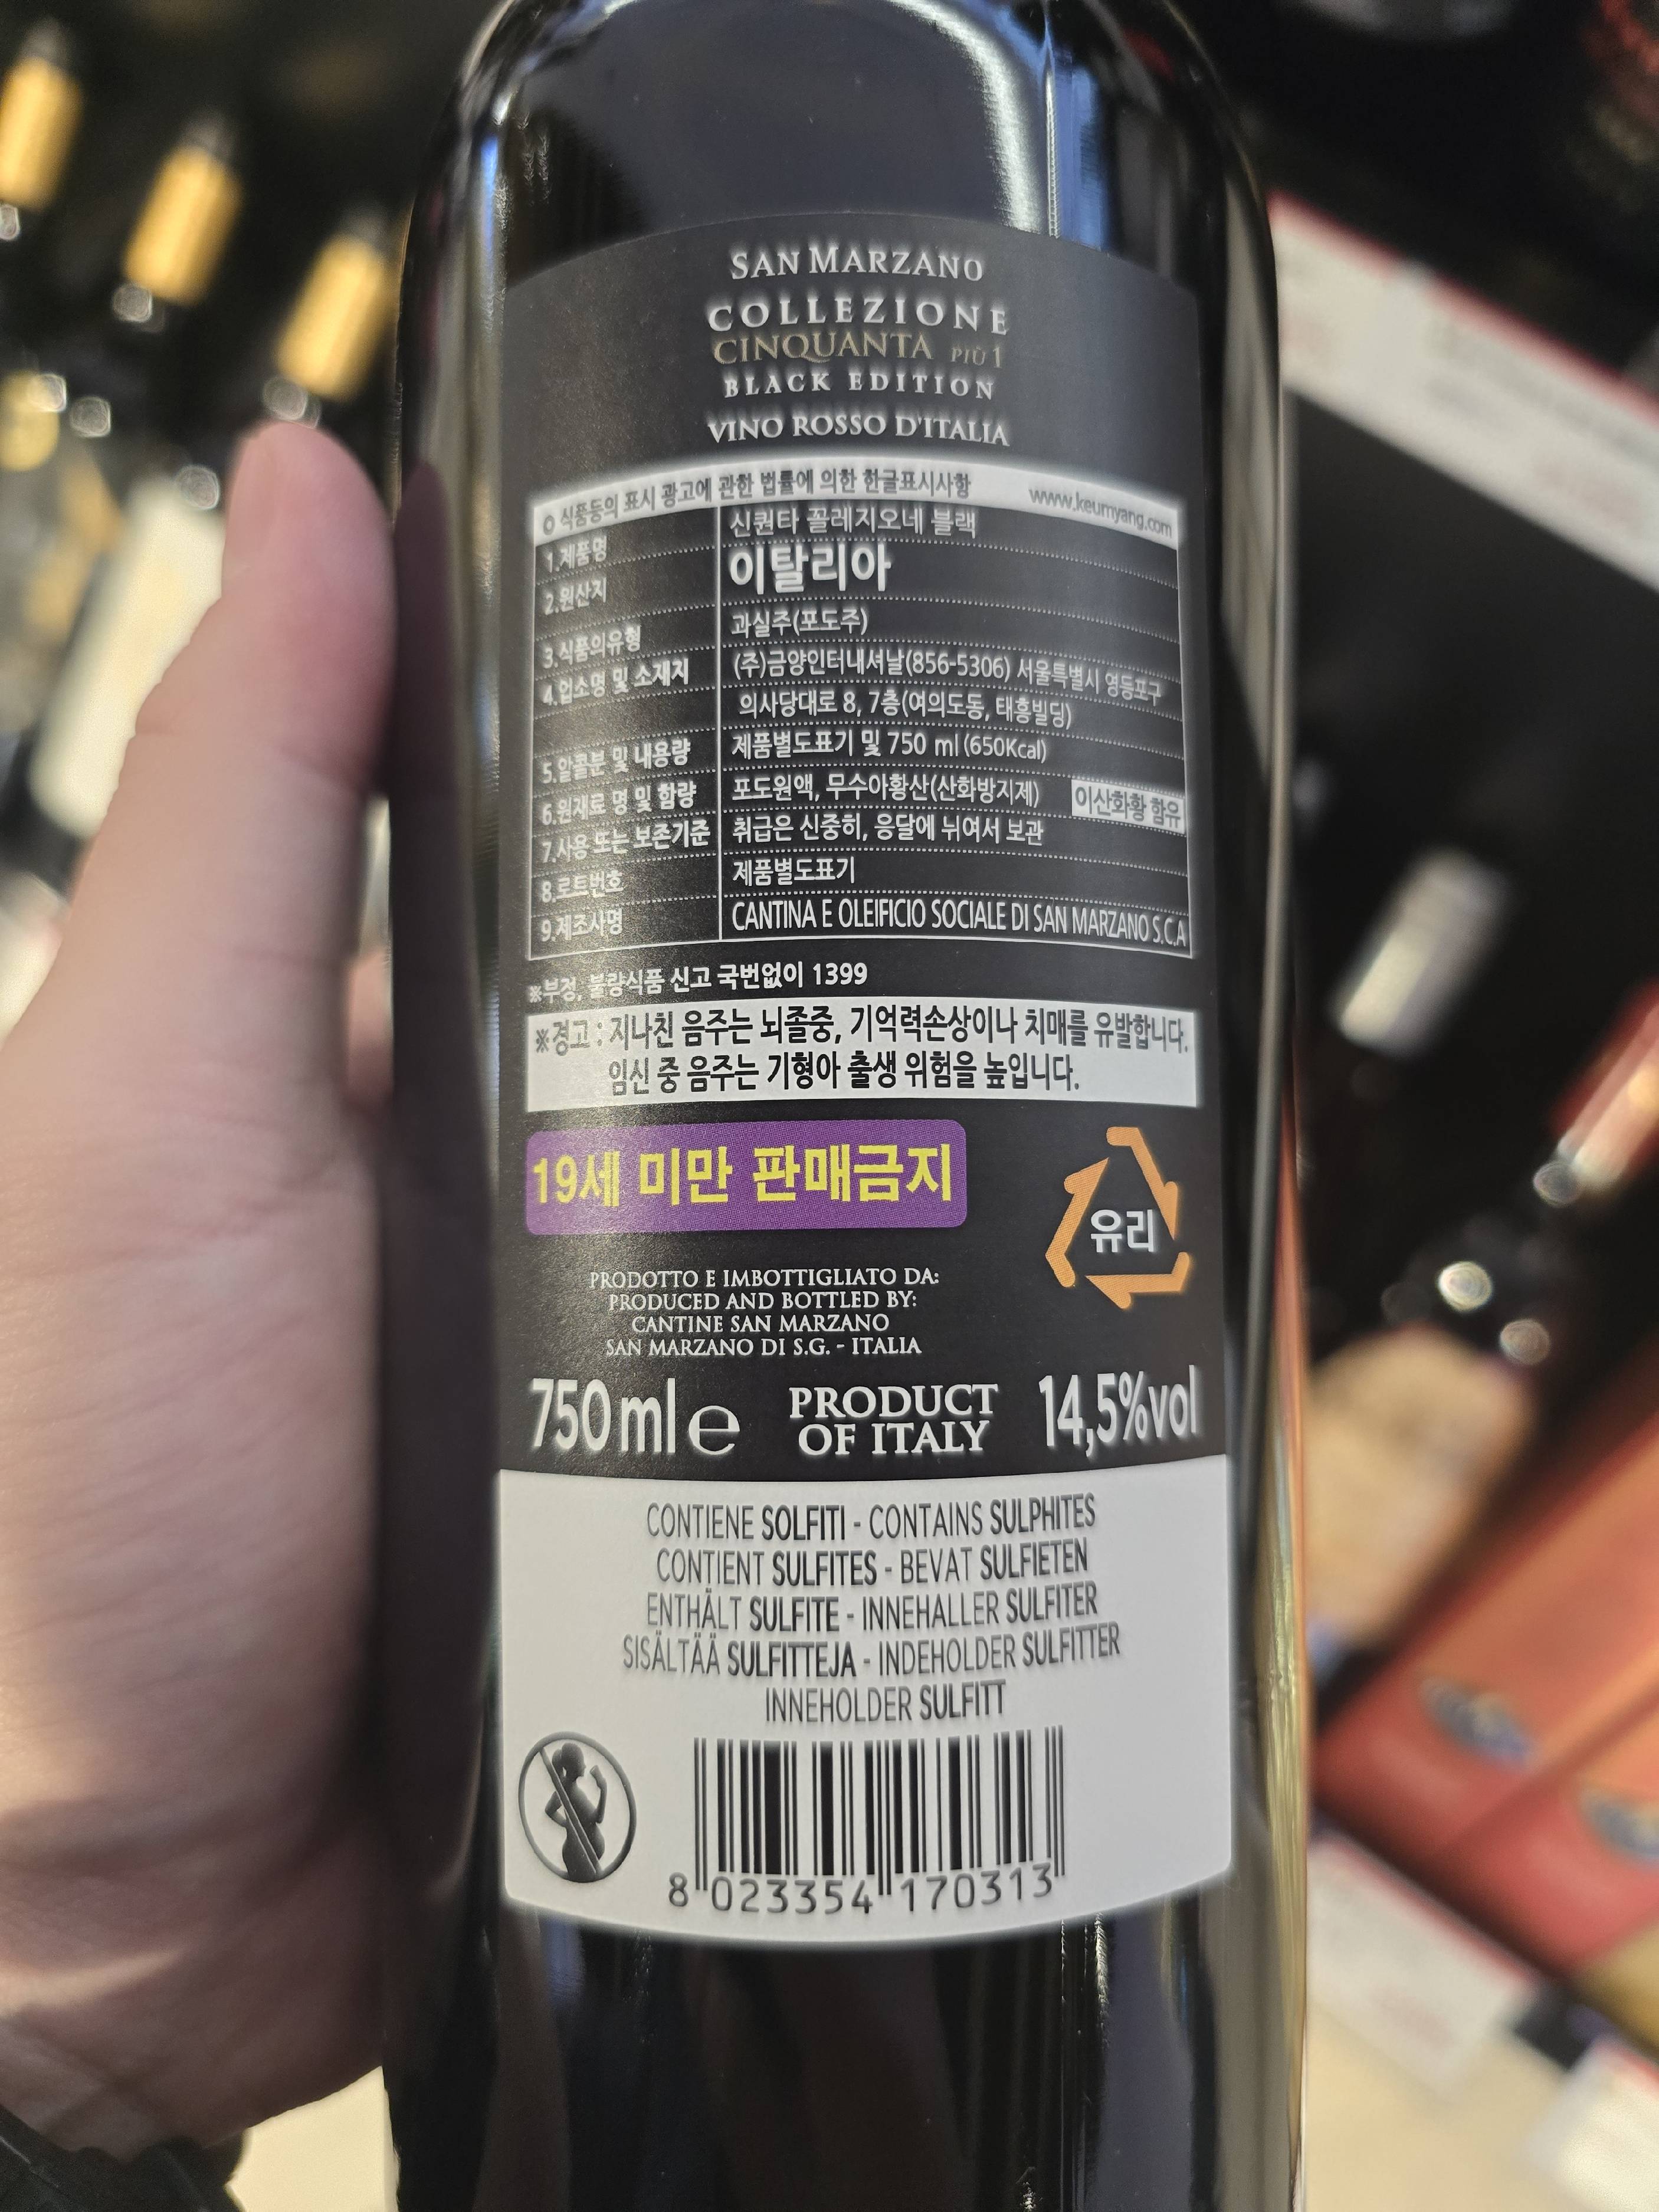 SAN MARZANO
COLLEZIONE
CINQUANTA PIÙ 1
BLACK EDITION
VINO ROSSO D'ITALIA
◎ 식품등의 표시 광고에 관한 법률에 의한 한글표시사항 www.keumyang.com
1.제품명 신퀀타 꼴레지오네 블랙
2.원산지 이탈리아
3.식품의유형 과실주(포도주)
4.업소명 및 소재지 (주)금양인터내셔날(856-5306) 서울특별시 영등포구
의사당대로 8, 7층(여의도동, 태흥빌딩)
5.알콜분 및 내용량 제품별도표기 및 750 ml (650Kcal)
6.원재료 명 및 함량 포도원액, 무수아황산(산화방지제) 이산화황 함유
7.사용 또는 보존기준 취급은 신중히, 응달에 뉘여서 보관
8.로트번호 제품별도표기
9.제조사명 CANTINA E OLEIFICIO SOCIALE DI SAN MARZANO S.C.A
※부정, 불량식품 신고 국번없이 1399
※경고 : 지나친 음주는 뇌졸중, 기억력손상이나 치매를 유발합니다.
임신 중 음주는 기형아 출생 위험을 높입니다.
19세 미만 판매금지
유리
PRODOTTO E IMBOTTIGLIATO DA:
PRODUCED AND BOTTLED BY:
CANTINE SAN MARZANO
SAN MARZANO DI S.G. - ITALIA
750 ml e PRODUCT OF ITALY 14,5%vol
CONTIENE SOLFITI - CONTAINS SULPHITES
CONTIENT SULFITES - BEVAT SULFIETEN
ENTHÄLT SULFITE - INNEHALLER SULFITER
SISÄLTÄÄ SULFITTEJA - INDEHOLDER SULFITTER
INNEHOLDER SULFITT
8 023354 170313